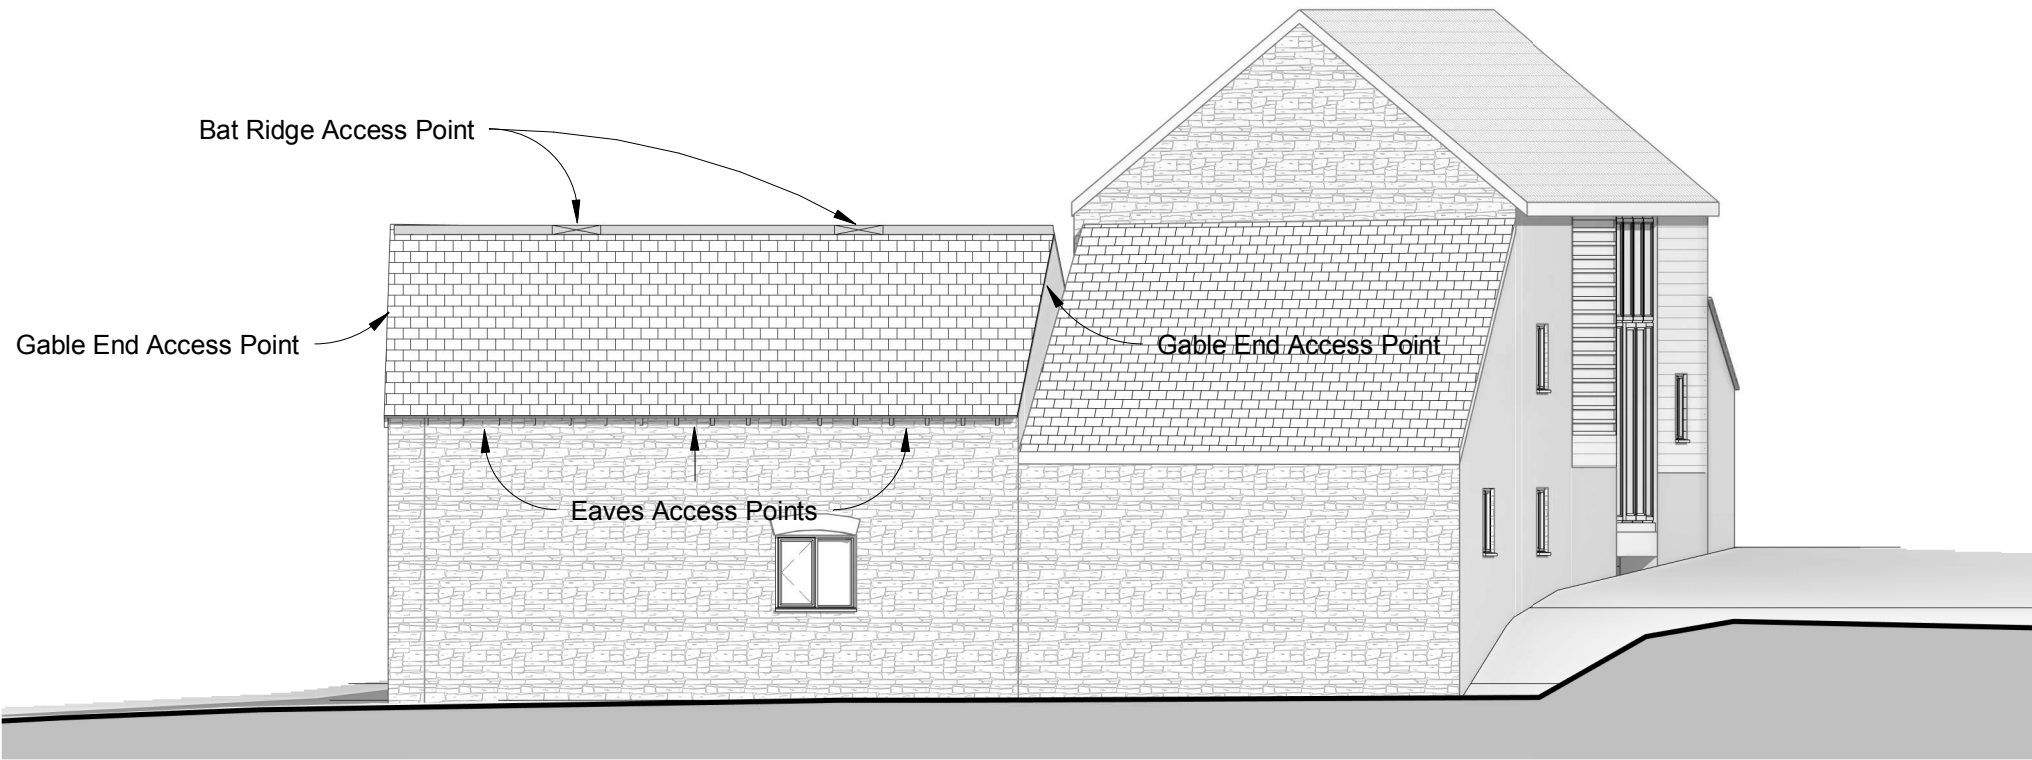 Bat Ridge Access Point
Gable End Access Point
Gable End Access Point
Eaves Access Points